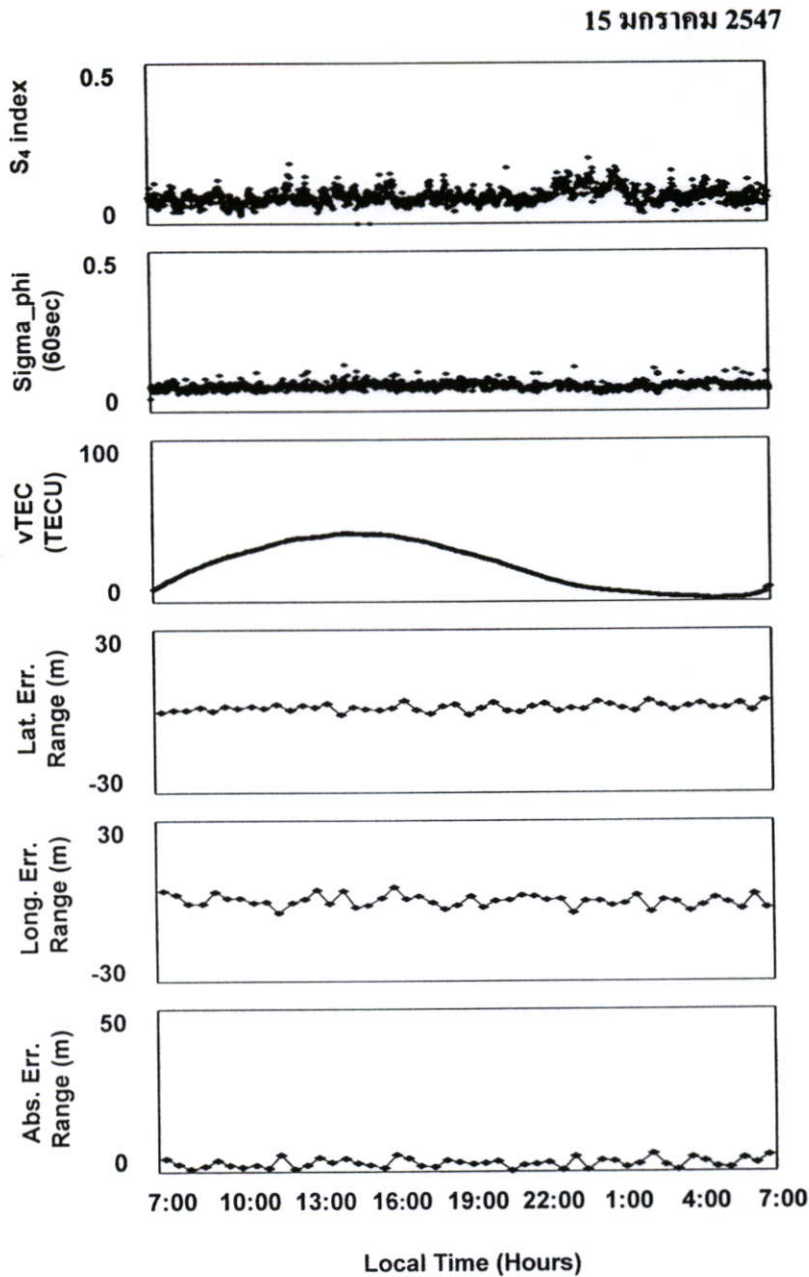 15 มกราคม 2547
S4 index
0.5
0
Sigma_phi
(60sec)
0.5
0
vTEC
(TECU)
100
0
Lat. Err.
Range (m)
30
-30
Long. Err.
Range (m)
30
-30
Abs. Err.
Range (m)
50
0
7:00 10:00 13:00 16:00 19:00 22:00 1:00 4:00 7:00
Local Time (Hours)